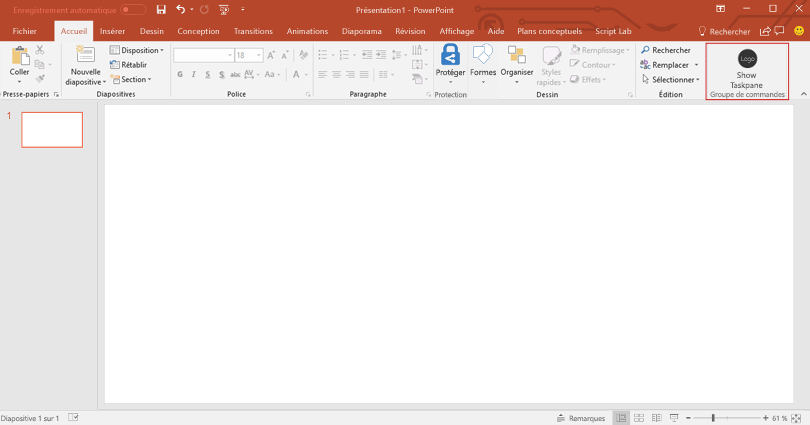 Enregistrement automatique
Présentation1 - PowerPoint
Fichier Accueil Insérer Dessin Conception Transitions Animations Diaporama Révision Affichage Aide Plans conceptuels Script Lab Rechercher
Coller
Presse-papiers
Nouvelle diapositive
Disposition
Rétablir
Section
Diapositives
18
G I S S abc AV Aa A
Police
Paragraphe
Protéger
Protection
Formes
Organiser
Styles rapides
Remplissage
Contour
Effets
Dessin
Rechercher
Remplacer
Sélectionner
Édition
Logo
Show
Taskpane
Groupe de commandes
1
Diapositive 1 sur 1
Remarques
61 %